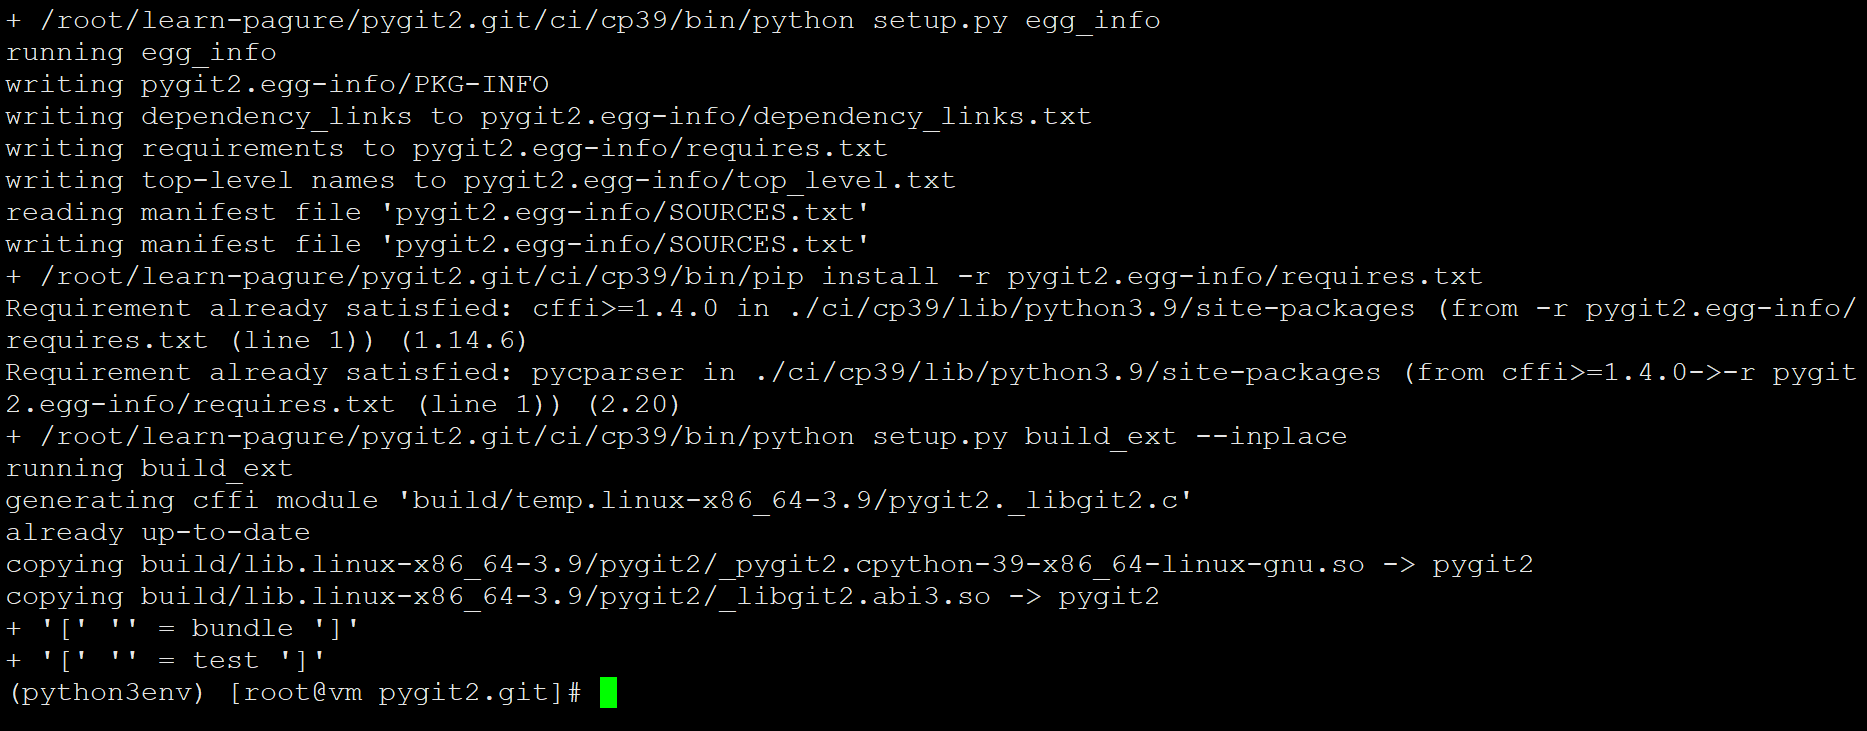 + /root/learn-pagure/pygit2.git/ci/cp39/bin/python setup.py egg_info
running egg_info
writing pygit2.egg-info/PKG-INFO
writing dependency_links to pygit2.egg-info/dependency_links.txt
writing requirements to pygit2.egg-info/requires.txt
writing top-level names to pygit2.egg-info/top_level.txt
reading manifest file 'pygit2.egg-info/SOURCES.txt'
writing manifest file 'pygit2.egg-info/SOURCES.txt'
+ /root/learn-pagure/pygit2.git/ci/cp39/bin/pip install -r pygit2.egg-info/requires.txt
Requirement already satisfied: cffi>=1.4.0 in ./ci/cp39/lib/python3.9/site-packages (from -r pygit2.egg-info/
requires.txt (line 1)) (1.14.6)
Requirement already satisfied: pycparser in ./ci/cp39/lib/python3.9/site-packages (from cffi>=1.4.0->-r pygit
2.egg-info/requires.txt (line 1)) (2.20)
+ /root/learn-pagure/pygit2.git/ci/cp39/bin/python setup.py build_ext --inplace
running build_ext
generating cffi module 'build/temp.linux-x86_64-3.9/pygit2._libgit2.c'
already up-to-date
copying build/lib.linux-x86_64-3.9/pygit2/_pygit2.cpython-39-x86_64-linux-gnu.so -> pygit2
copying build/lib.linux-x86_64-3.9/pygit2/_libgit2.abi3.so -> pygit2
+ '[' '' = bundle ']'
+ '[' '' = test ']'
(python3env) [root@vm pygit2.git]#